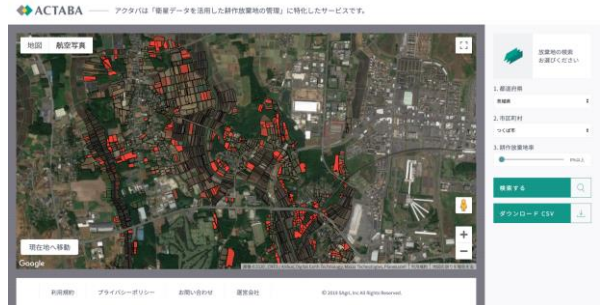 ACTABA
アクタバは「衛星データを活用した耕作放棄地の管理」に特化したサービスです。
地図 航空写真
放棄地の検索
お選びください
1. 都道府県
茨城県
2. 市区町村
つくば市
3. 耕作放棄地率
0%以上
検索する
ダウンロード CSV
現在地へ移動
Google
利用規約 プライバシーポリシー お問い合わせ 運営会社